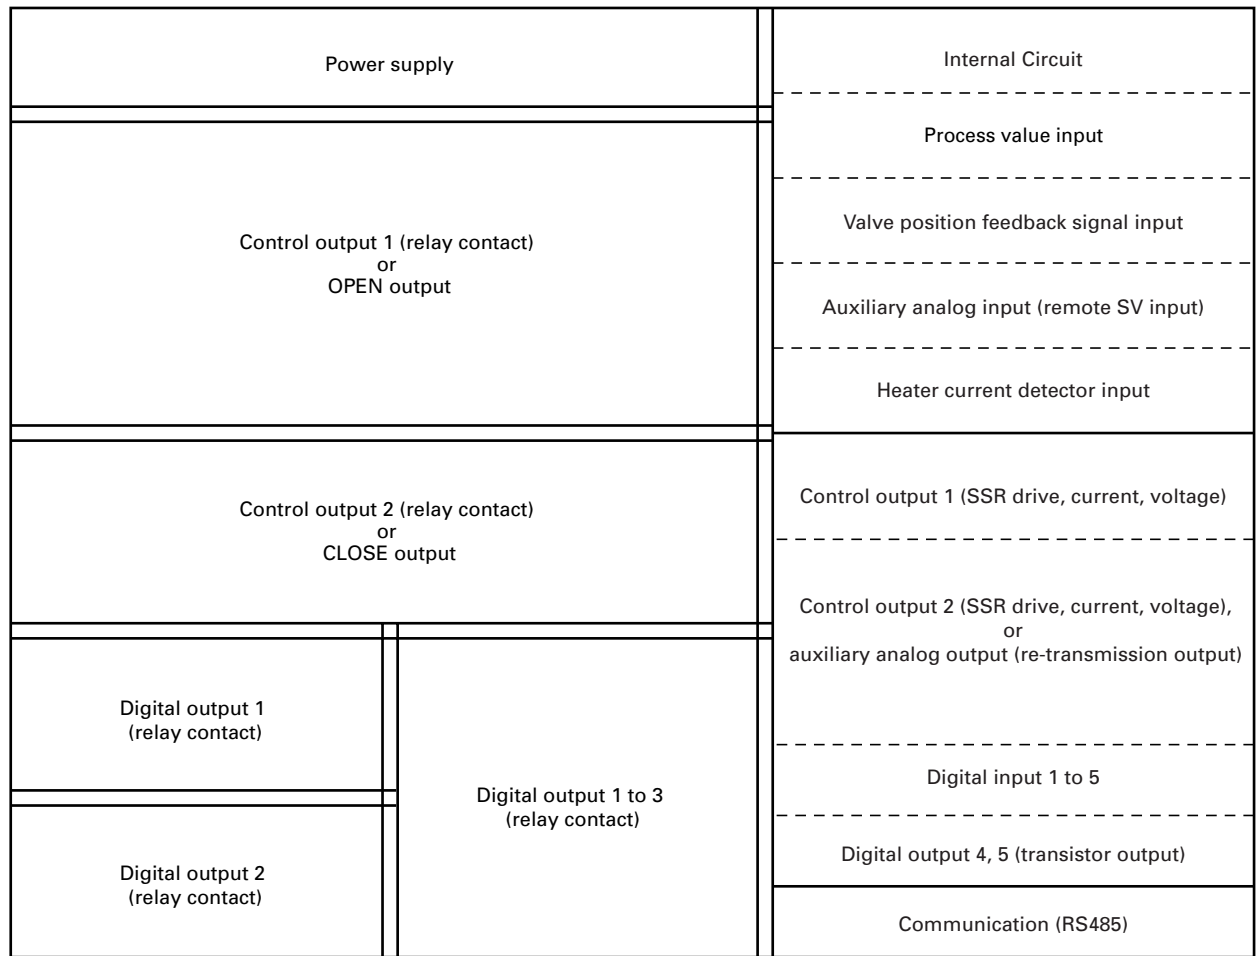 Power supply
Control output 1 (relay contact)
or
OPEN output
Control output 2 (relay contact)
or
CLOSE output
Digital output 1
(relay contact)
Digital output 2
(relay contact)
Digital output 1 to 3
(relay contact)
Internal Circuit
Process value input
Valve position feedback signal input
Auxiliary analog input (remote SV input)
Heater current detector input
Control output 1 (SSR drive, current, voltage)
Control output 2 (SSR drive, current, voltage),
or
auxiliary analog output (re-transmission output)
Digital input 1 to 5
Digital output 4, 5 (transistor output)
Communication (RS485)